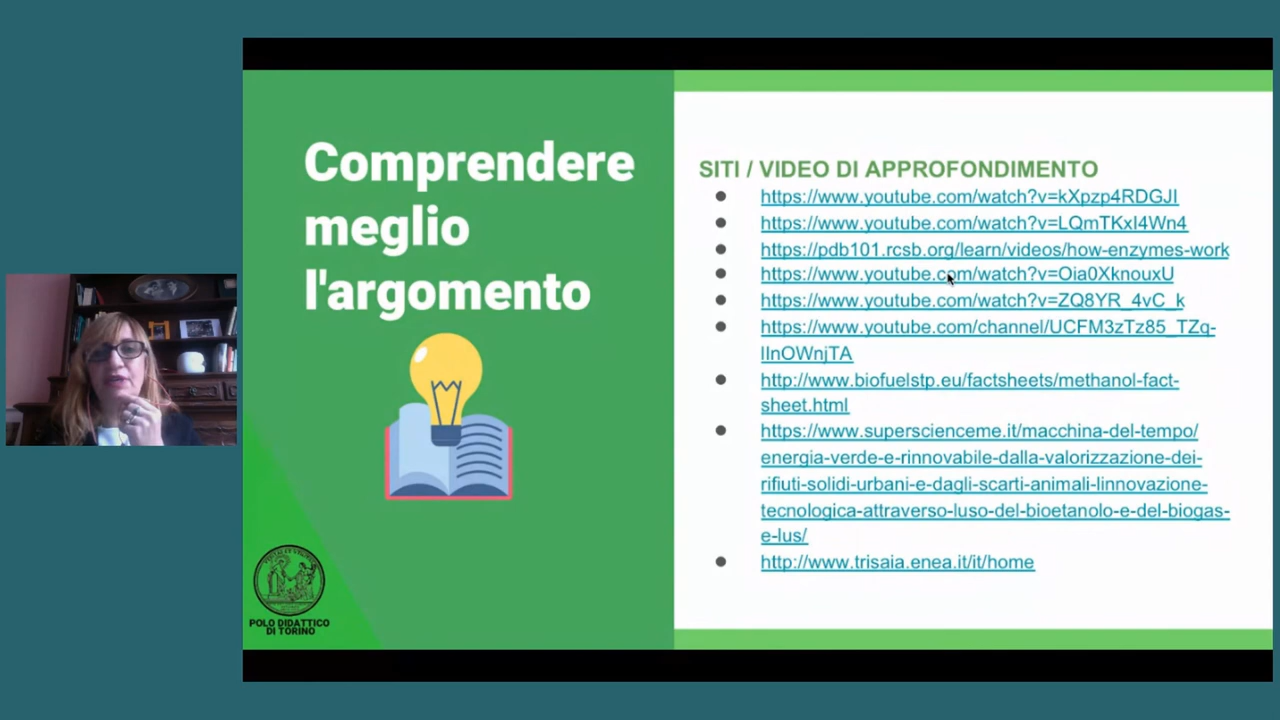 Comprendere
meglio
l'argomento
POLO DIDATTICO
DI TORINO
SITI / VIDEO DI APPROFONDIMENTO
https://www.youtube.com/watch?v=kXpzp4RDGJI
https://www.youtube.com/watch?v=LQmTKxI4Wn4
https://pdb101.rcsb.org/learn/videos/how-enzymes-work
https://www.youtube.com/watch?v=Oia0XknouxU
https://www.youtube.com/watch?v=ZQ8YR_4vC_k
https://www.youtube.com/channel/UCFM3zTz85_TZq-
lInOWnjTA
http://www.biofuelstp.eu/factsheets/methanol-fact-
sheet.html
https://www.superscienceme.it/macchina-del-tempo/
energia-verde-e-rinnovabile-dalla-valorizzazione-dei-
rifiuti-solidi-urbani-e-dagli-scarti-animali-linnovazione-
tecnologica-attraverso-luso-del-bioetanolo-e-del-biogas-
e-lus/
http://www.trisaia.enea.it/it/home